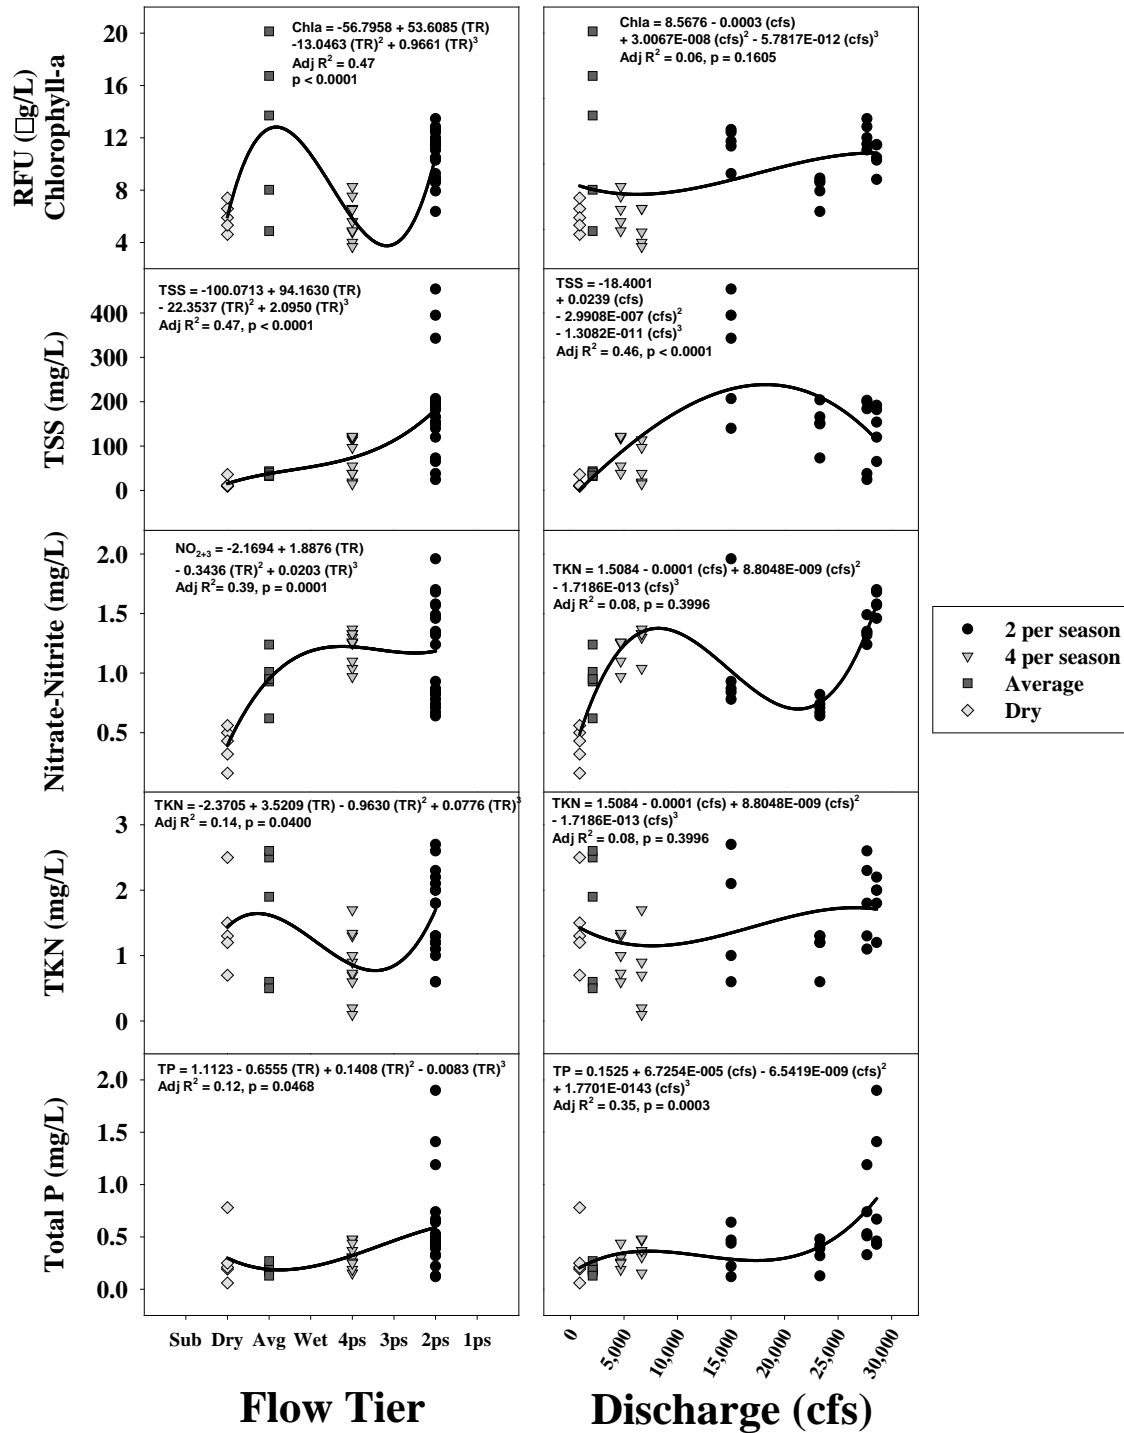 Chla = -56.7958 + 53.6085 (TR)
-13.0463 (TR)² + 0.9661 (TR)³
Adj R² = 0.47
p < 0.0001
Chla = 8.5676 - 0.0003 (cfs)
+ 3.0067E-008 (cfs)² - 5.7817E-012 (cfs)³
Adj R² = 0.06, p = 0.1605
RFU (□g/L)
Chlorophyll-a
20
16
12
8
4
TSS = -100.0713 + 94.1630 (TR)
- 22.3537 (TR)² + 2.0950 (TR)³
Adj R² = 0.47, p < 0.0001
TSS = -18.4001
+ 0.0239 (cfs)
- 2.9908E-007 (cfs)²
- 1.3082E-011 (cfs)³
Adj R² = 0.46, p < 0.0001
TSS (mg/L)
400
300
200
100
0
NO₂₊₃ = -2.1694 + 1.8876 (TR)
- 0.3436 (TR)² + 0.0203 (TR)³
Adj R²= 0.39, p = 0.0001
TKN = 1.5084 - 0.0001 (cfs) + 8.8048E-009 (cfs)²
- 1.7186E-013 (cfs)³
Adj R² = 0.08, p = 0.3996
Nitrate-Nitrite (mg/L)
2.0
1.5
1.0
0.5
2 per season
4 per season
Average
Dry
TKN = -2.3705 + 3.5209 (TR) - 0.9630 (TR)² + 0.0776 (TR)³
Adj R² = 0.14, p = 0.0400
TKN = 1.5084 - 0.0001 (cfs) + 8.8048E-009 (cfs)²
- 1.7186E-013 (cfs)³
Adj R² = 0.08, p = 0.3996
TKN (mg/L)
3
2
1
0
TP = 1.1123 - 0.6555 (TR) + 0.1408 (TR)² - 0.0083 (TR)³
Adj R² = 0.12, p = 0.0468
TP = 0.1525 + 6.7254E-005 (cfs) - 6.5419E-009 (cfs)²
+ 1.7701E-0143 (cfs)³
Adj R² = 0.35, p = 0.0003
Total P (mg/L)
2.0
1.5
1.0
0.5
0.0
Sub Dry Avg Wet 4ps 3ps 2ps 1ps
0 5,000 10,000 15,000 20,000 25,000 30,000
Flow Tier
Discharge (cfs)